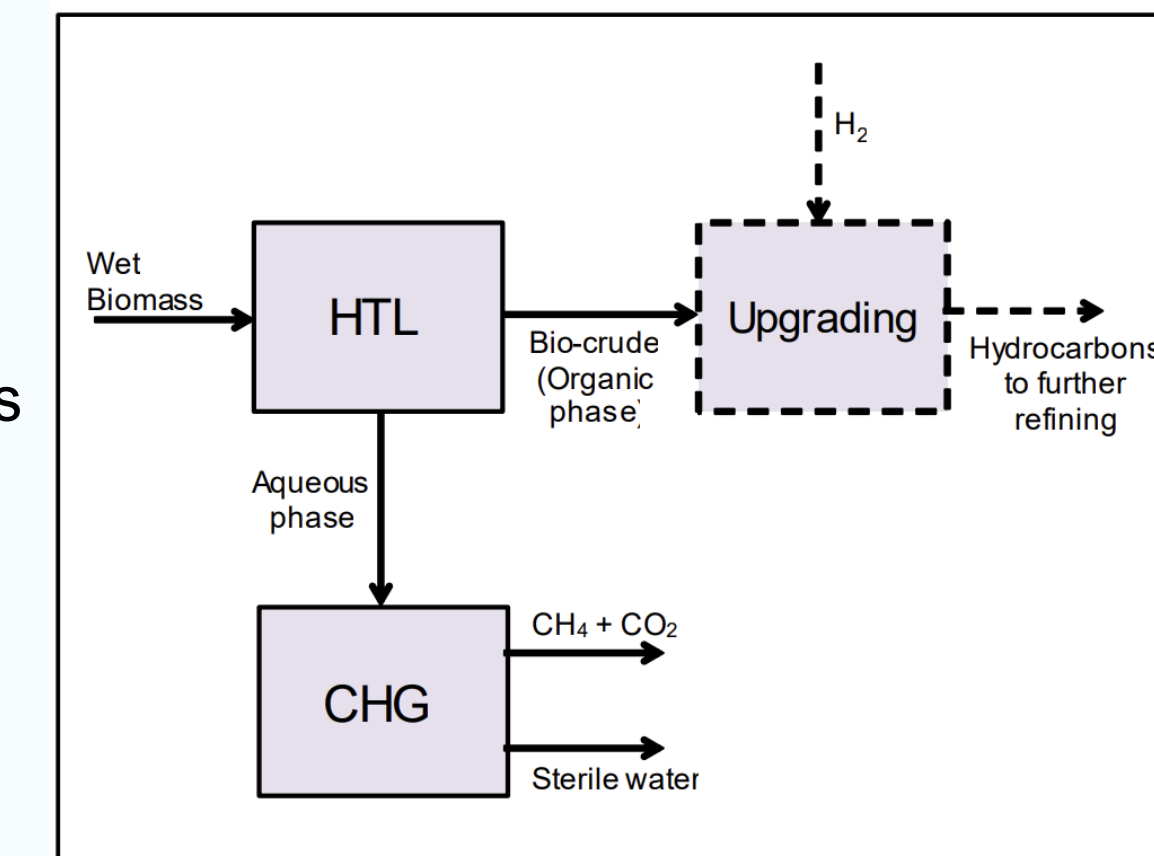 H₂
Wet
Biomass
HTL
Upgrading
Bio-crude
(Organic
phase)
Hydrocarbons
to further
refining
s
Aqueous
phase
CH₄ + CO₂
CHG
Sterile water